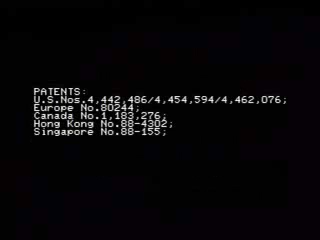 PATENTS:
U.S.Nos.4,442,486/4,454,594/4,462,076;
Europe No.80244;
Canada No.1,183,276;
Hong Kong No.88-4302;
Singapore No.88-155;